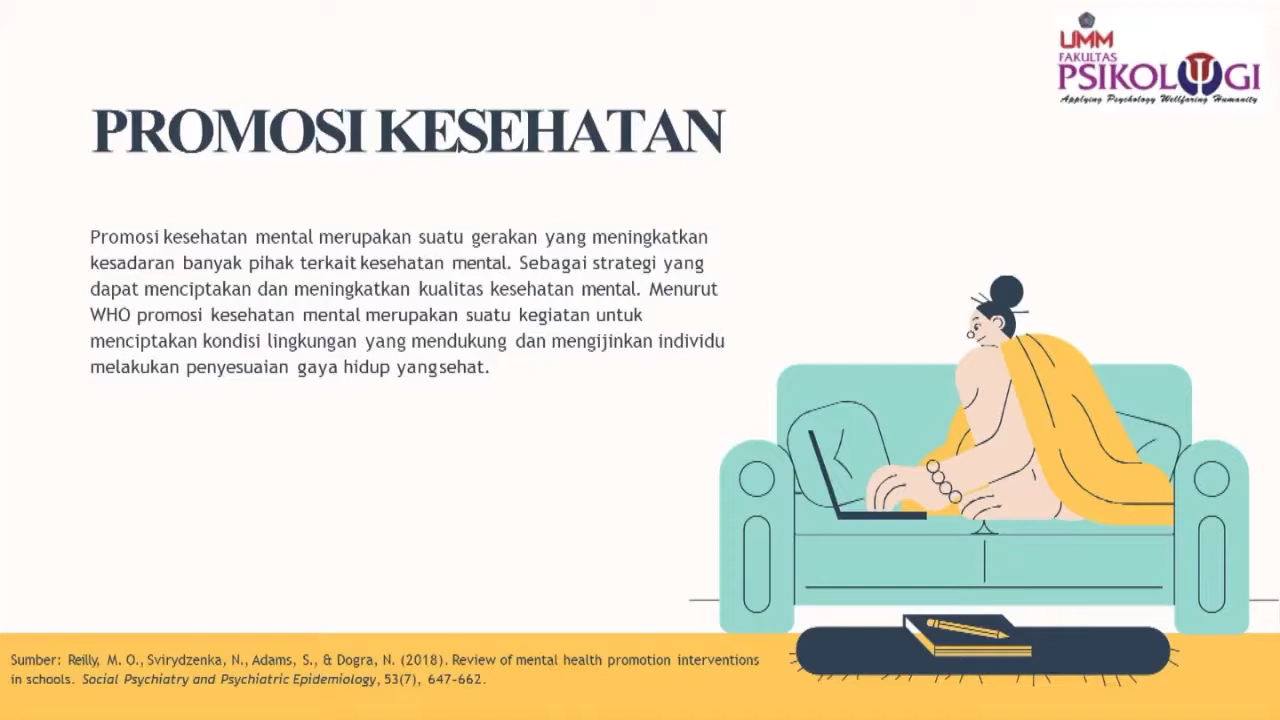 UMM
FAKULTAS
PSIKOLOGI
Applying Psychology Wellfaring Humanity
PROMOSI KESEHATAN
Promosi kesehatan mental merupakan suatu gerakan yang meningkatkan
kesadaran banyak pihak terkait kesehatan mental. Sebagai strategi yang
dapat menciptakan dan meningkatkan kualitas kesehatan mental. Menurut
WHO promosi kesehatan mental merupakan suatu kegiatan untuk
menciptakan kondisi lingkungan yang mendukung dan mengijinkan individu
melakukan penyesuaian gaya hidup yangsehat.
Sumber: Reilly, M. O., Svirydzenka, N., Adams, S., & Dogra, N. (2018). Review of mental health promotion interventions
in schools. Social Psychiatry and Psychiatric Epidemiology, 53(7), 647-662.